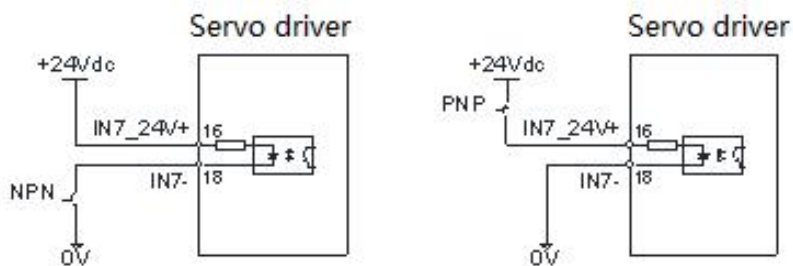 Servo driver
+24Vdc
IN7_24V+
16
IN7-
18
NPN
0V
Servo driver
+24Vdc
PNP
IN7_24V+
16
IN7-
18
0V